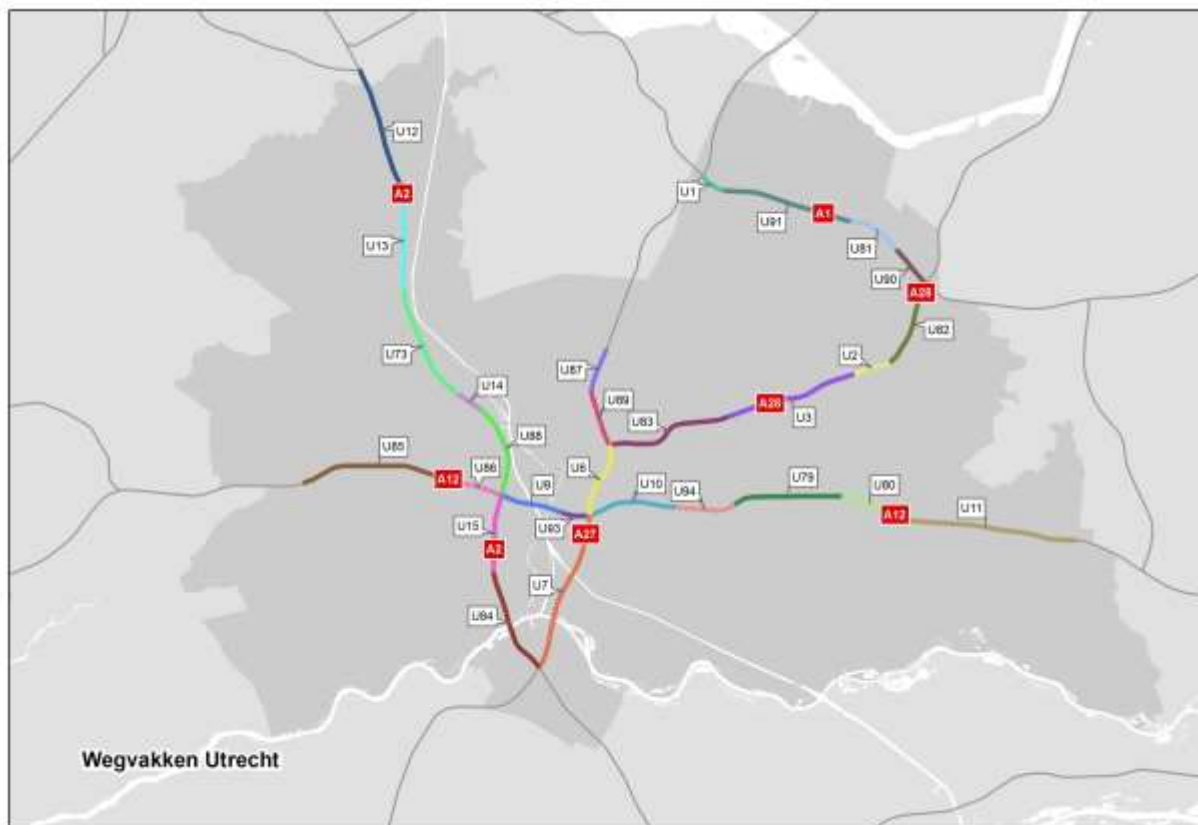 U12
A2
U1
A1
U91
U13
U81
U90
A28
U82
U73
U2
U87
U14
A28
U3
U89
U83
U88
U85
U6
A12
U86
U9
U10
U94
U79
U80
A12
U11
U15
U93
A27
A2
U7
U84
Wegvakken Utrecht